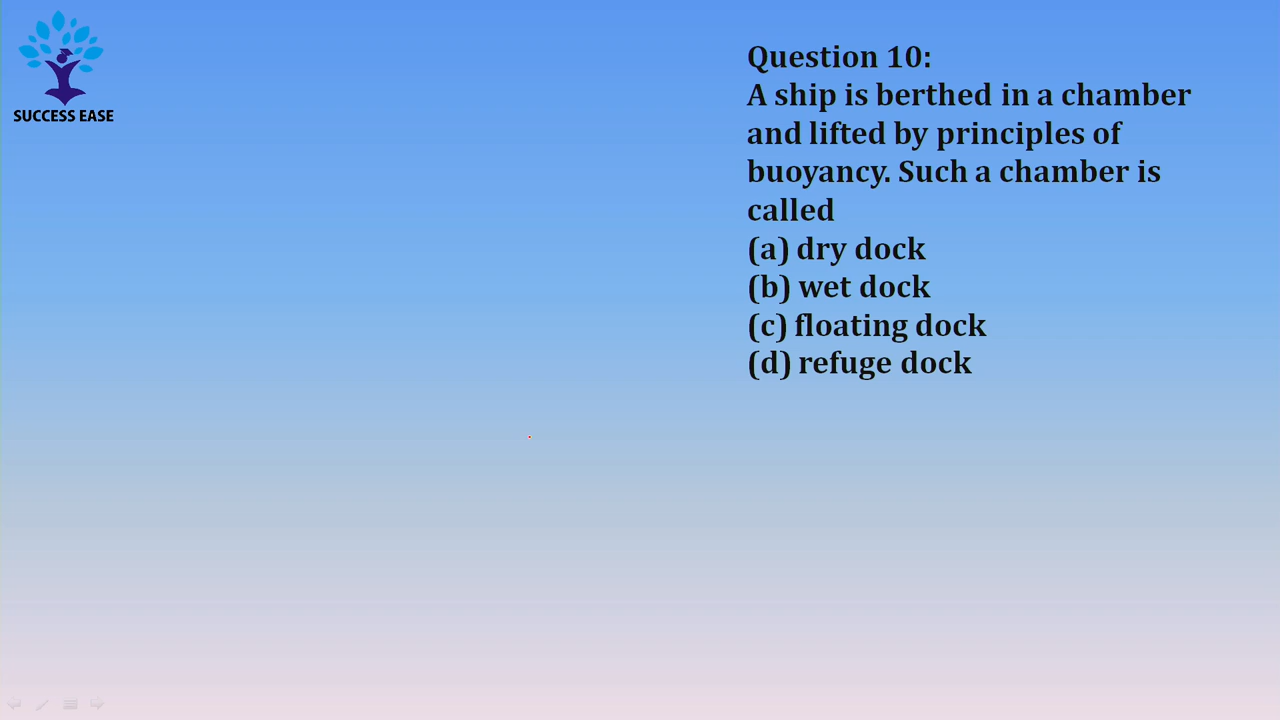 SUCCESS EASE
Question 10:
A ship is berthed in a chamber
and lifted by principles of
buoyancy. Such a chamber is
called
(a) dry dock
(b) wet dock
(c) floating dock
(d) refuge dock